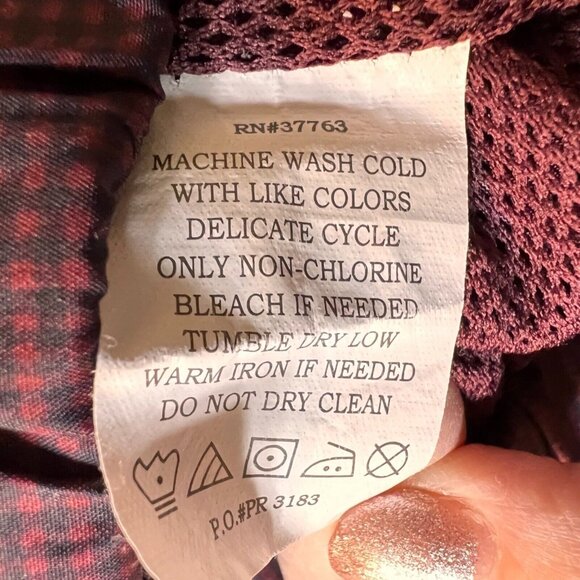 RN#37763
MACHINE WASH COLD
WITH LIKE COLORS
DELICATE CYCLE
ONLY NON-CHLORINE
BLEACH IF NEEDED
TUMBLE DRY LOW
WARM IRON IF NEEDED
DO NOT DRY CLEAN
P.O.#PR 3183